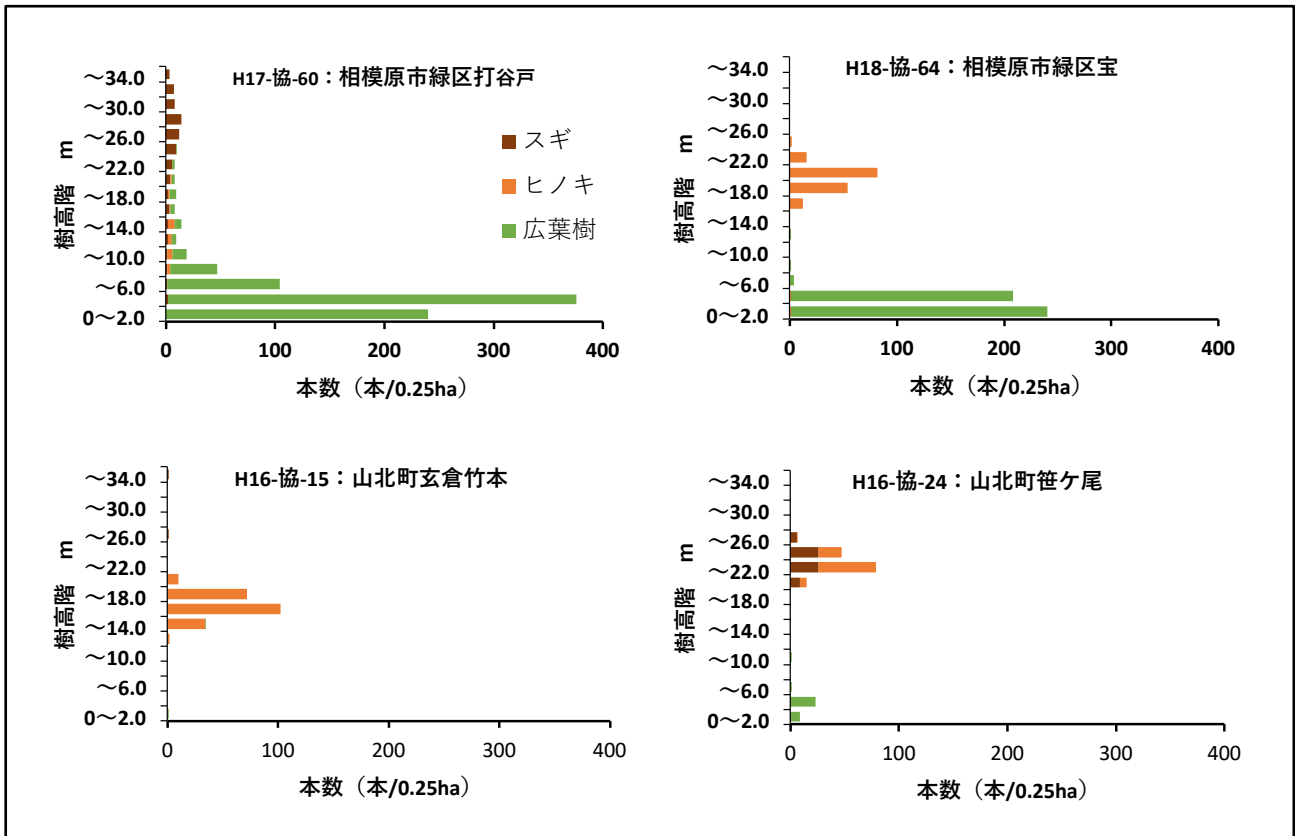 H17-協-60：相模原市緑区打谷戸
～34.0
～30.0
～26.0
～22.0
～18.0
～14.0
～10.0
～6.0
0～2.0
樹高階 m
スギ
ヒノキ
広葉樹
0 100 200 300 400
本数（本/0.25ha）
H18-協-64：相模原市緑区宝
～34.0
～30.0
～26.0
～22.0
～18.0
～14.0
～10.0
～6.0
0～2.0
樹高階 m
0 100 200 300 400
本数（本/0.25ha）
H16-協-15：山北町玄倉竹本
～34.0
～30.0
～26.0
～22.0
～18.0
～14.0
～10.0
～6.0
0～2.0
樹高階 m
0 100 200 300 400
本数（本/0.25ha）
H16-協-24：山北町笹ケ尾
～34.0
～30.0
～26.0
～22.0
～18.0
～14.0
～10.0
～6.0
0～2.0
樹高階 m
0 100 200 300 400
本数（本/0.25ha）